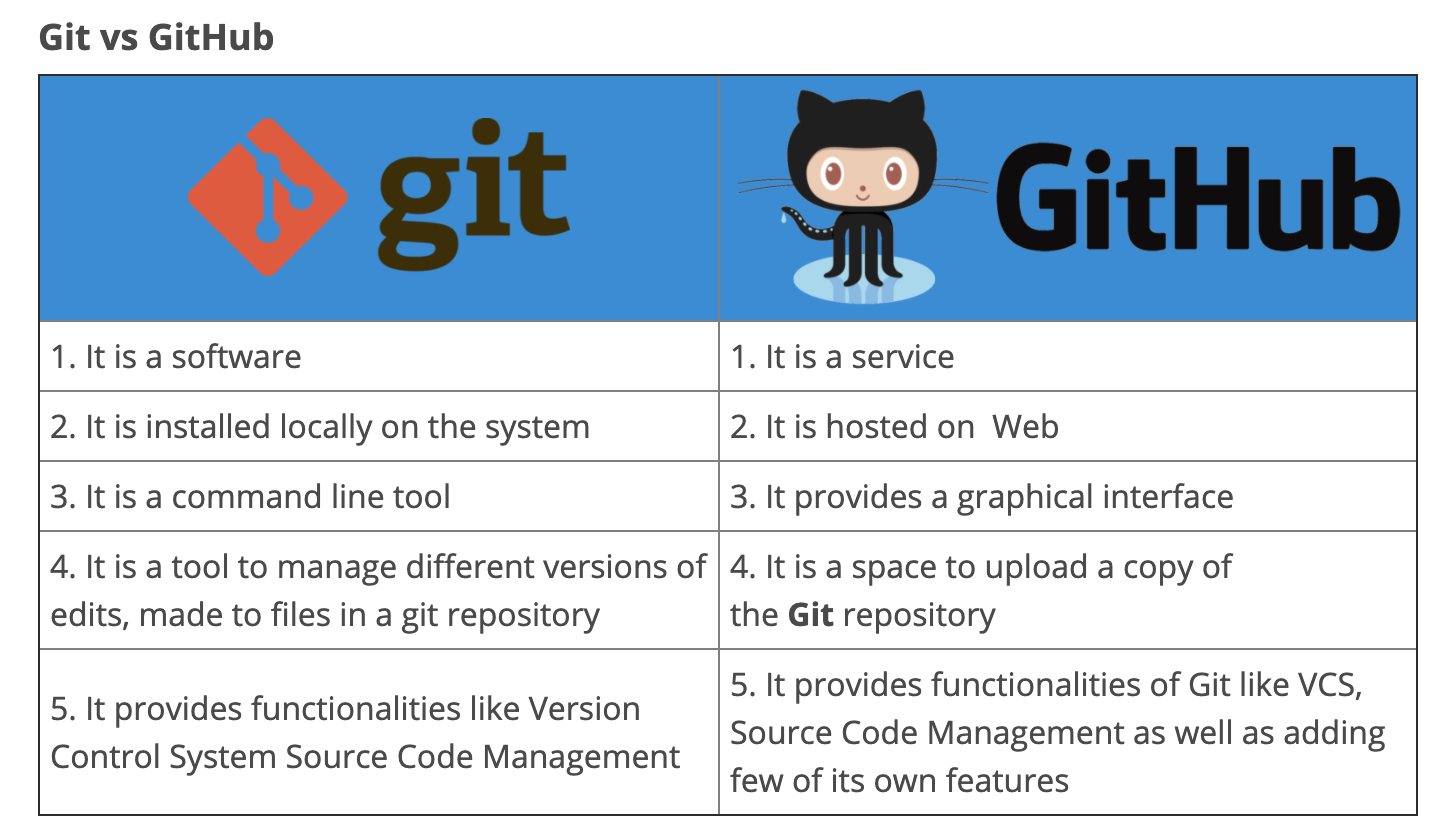 Git vs GitHub
git
GitHub
1. It is a software
1. It is a service
2. It is installed locally on the system
2. It is hosted on  Web
3. It is a command line tool
3. It provides a graphical interface
4. It is a tool to manage different versions of
edits, made to files in a git repository
4. It is a space to upload a copy of
the Git repository
5. It provides functionalities like Version
Control System Source Code Management
5. It provides functionalities of Git like VCS,
Source Code Management as well as adding
few of its own features